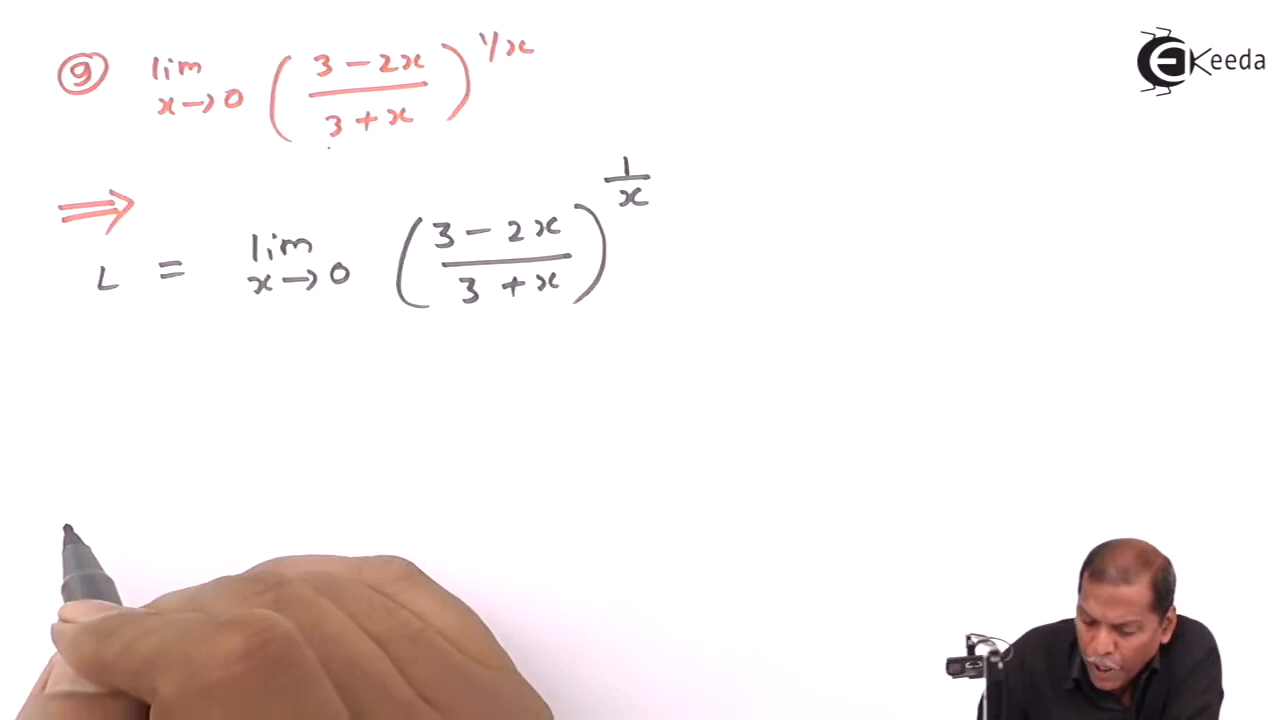 ⑨ lim x→0 ( (3 − 2x) / (3 + x) )^(1/x)
EKeeda
⟹
L = lim x→0 ( (3 − 2x) / (3 + x) )^(1/x)